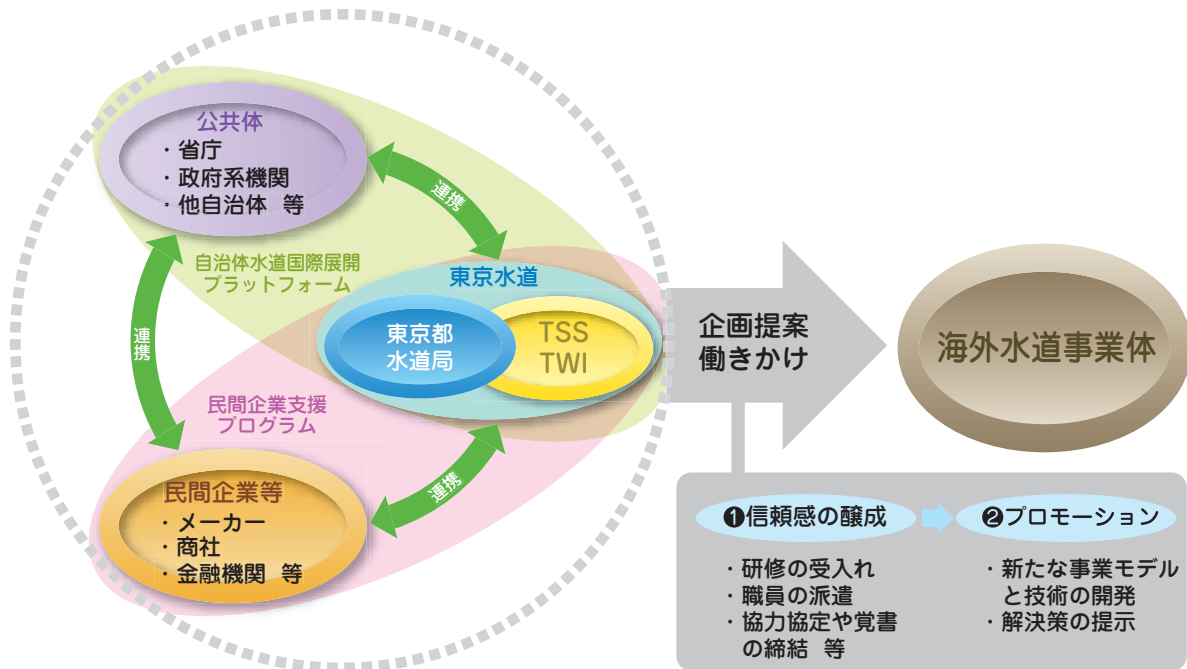 公共体
・省庁
・政府系機関
・他自治体 等
連携
自治体水道国際展開
プラットフォーム
東京水道
東京都
水道局
TSS
TWI
連携
民間企業支援
プログラム
連携
民間企業等
・メーカー
・商社
・金融機関 等
企画提案
働きかけ
海外水道事業体
❶信頼感の醸成
・研修の受入れ
・職員の派遣
・協力協定や覚書
の締結 等
❷プロモーション
・新たな事業モデル
と技術の開発
・解決策の提示